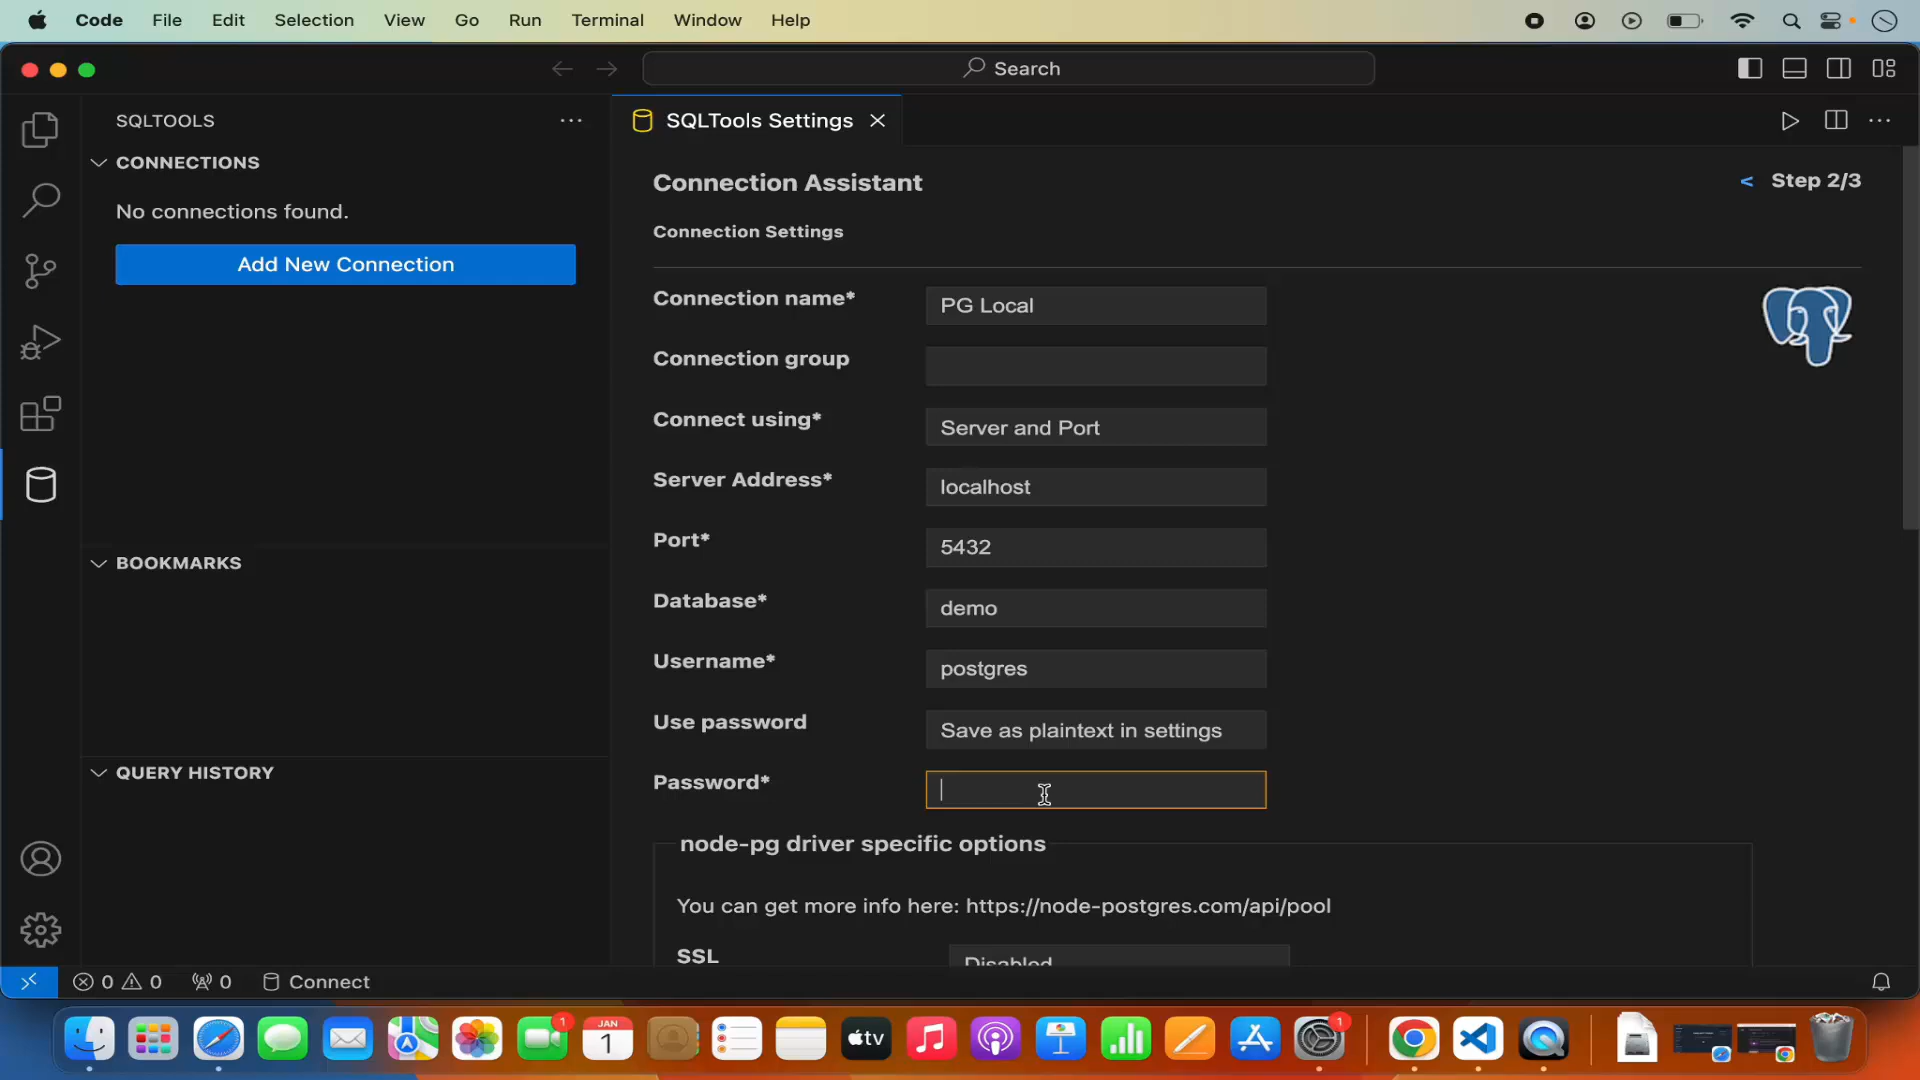 Code File Edit Selection View Go Run Terminal Window Help
Search
SQLTOOLS
SQLTools Settings
CONNECTIONS
No connections found.
Add New Connection
BOOKMARKS
QUERY HISTORY
Connection Assistant
< Step 2/3
Connection Settings
Connection name* PG Local
Connection group
Connect using* Server and Port
Server Address* localhost
Port* 5432
Database* demo
Username* postgres
Use password Save as plaintext in settings
Password*
node-pg driver specific options
You can get more info here: https://node-postgres.com/api/pool
SSL Disabled
0 0 0 Connect
1 JAN 1 tv 1